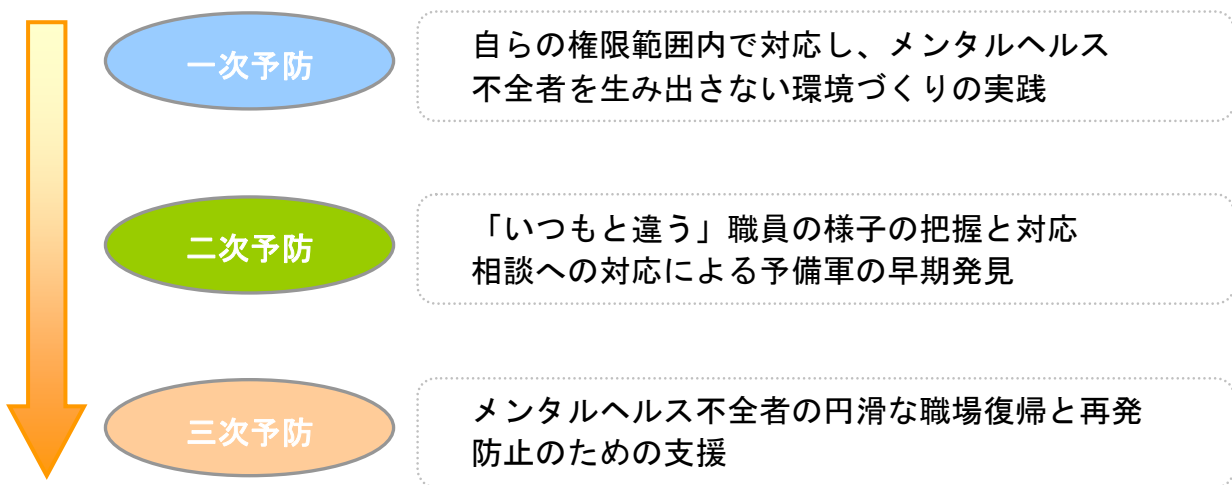 一次予防
自らの権限範囲内で対応し、メンタルヘルス
不全者を生み出さない環境づくりの実践
二次予防
「いつもと違う」職員の様子の把握と対応
相談への対応による予備軍の早期発見
三次予防
メンタルヘルス不全者の円滑な職場復帰と再発
防止のための支援